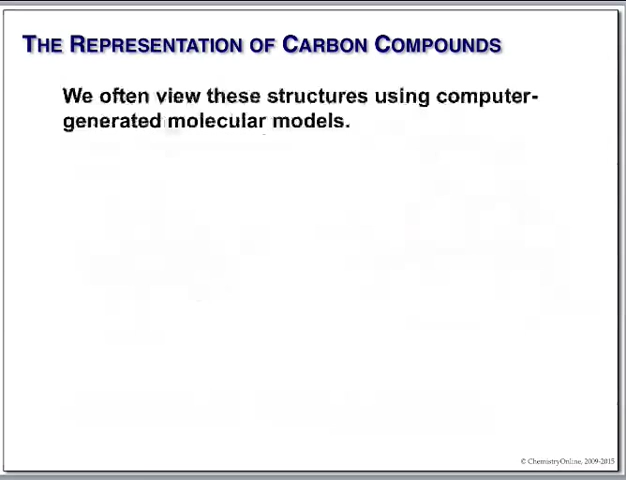 THE REPRESENTATION OF CARBON COMPOUNDS
We often view these structures using computer-
generated molecular models.
© ChemistryOnline, 2009-2015